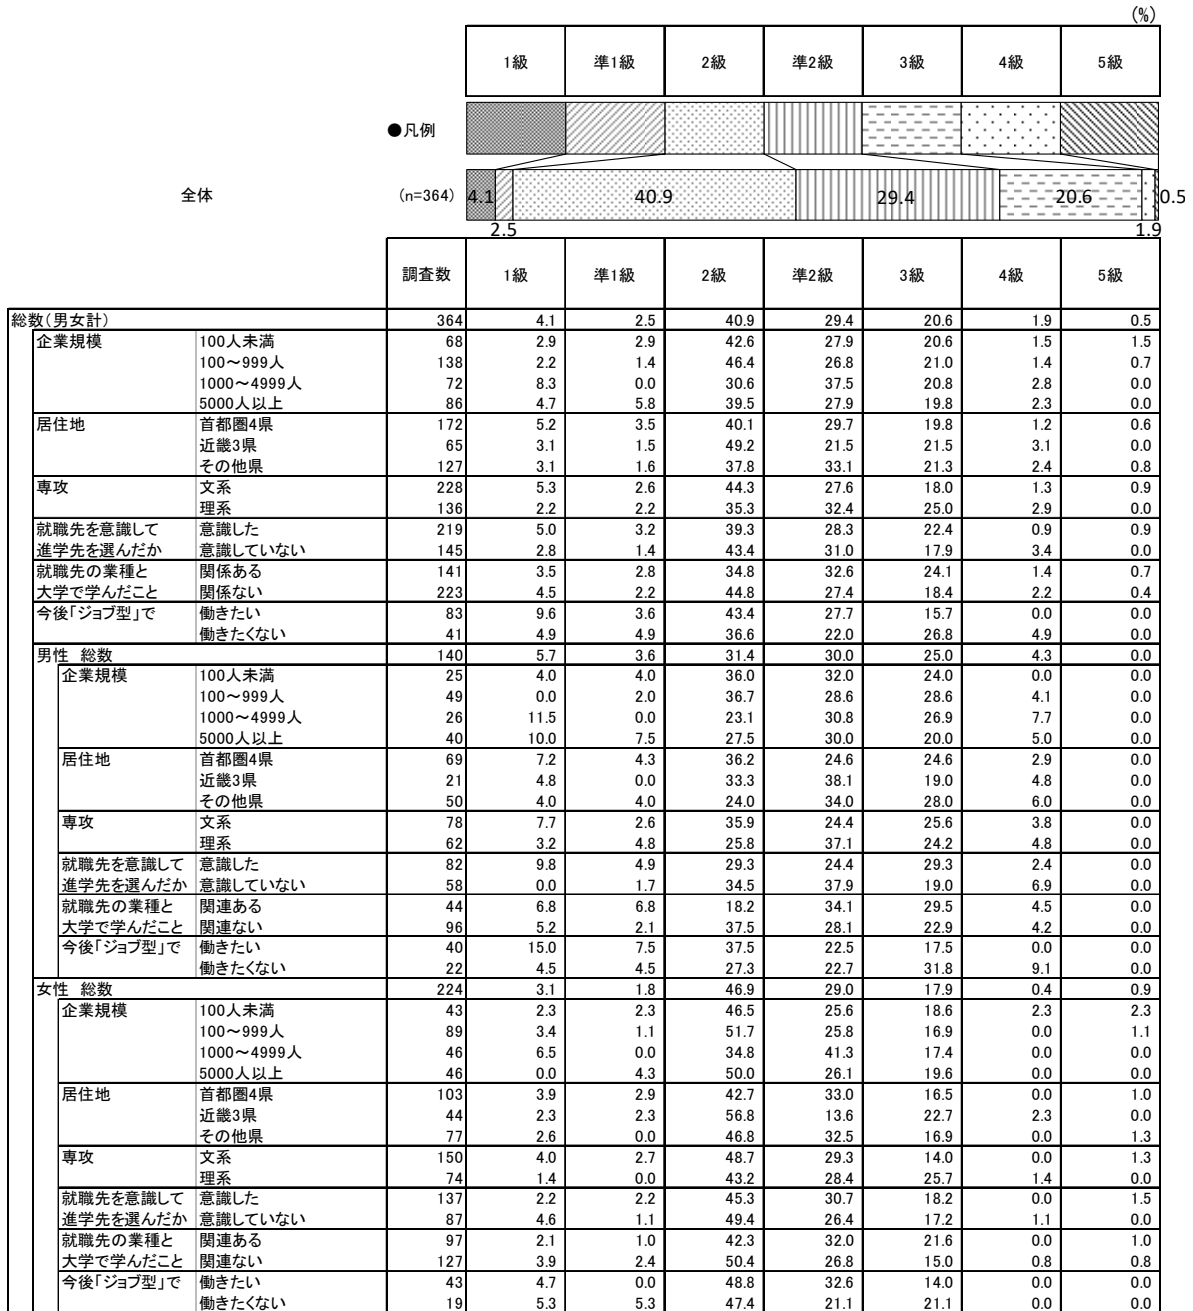 (%)
1級 準1級 2級 準2級 3級 4級 5級
●凡例
全体 (n=364) 4.1 40.9 29.4 20.6 0.5
2.5 1.9
調査数 1級 準1級 2級 準2級 3級 4級 5級
総数(男女計) 364 4.1 2.5 40.9 29.4 20.6 1.9 0.5
企業規模 100人未満 68 2.9 2.9 42.6 27.9 20.6 1.5 1.5
100～999人 138 2.2 1.4 46.4 26.8 21.0 1.4 0.7
1000～4999人 72 8.3 0.0 30.6 37.5 20.8 2.8 0.0
5000人以上 86 4.7 5.8 39.5 27.9 19.8 2.3 0.0
居住地 首都圏4県 172 5.2 3.5 40.1 29.7 19.8 1.2 0.6
近畿3県 65 3.1 1.5 49.2 21.5 21.5 3.1 0.0
その他県 127 3.1 1.6 37.8 33.1 21.3 2.4 0.8
専攻 文系 228 5.3 2.6 44.3 27.6 18.0 1.3 0.9
理系 136 2.2 2.2 35.3 32.4 25.0 2.9 0.0
就職先を意識して 意識した 219 5.0 3.2 39.3 28.3 22.4 0.9 0.9
進学先を選んだか 意識していない 145 2.8 1.4 43.4 31.0 17.9 3.4 0.0
就職先の業種と 関係ある 141 3.5 2.8 34.8 32.6 24.1 1.4 0.7
大学で学んだこと 関係ない 223 4.5 2.2 44.8 27.4 18.4 2.2 0.4
今後「ジョブ型」で 働きたい 83 9.6 3.6 43.4 27.7 15.7 0.0 0.0
働きたくない 41 4.9 4.9 36.6 22.0 26.8 4.9 0.0
男性 総数 140 5.7 3.6 31.4 30.0 25.0 4.3 0.0
企業規模 100人未満 25 4.0 4.0 36.0 32.0 24.0 0.0 0.0
100～999人 49 0.0 2.0 36.7 28.6 28.6 4.1 0.0
1000～4999人 26 11.5 0.0 23.1 30.8 26.9 7.7 0.0
5000人以上 40 10.0 7.5 27.5 30.0 20.0 5.0 0.0
居住地 首都圏4県 69 7.2 4.3 36.2 24.6 24.6 2.9 0.0
近畿3県 21 4.8 0.0 33.3 38.1 19.0 4.8 0.0
その他県 50 4.0 4.0 24.0 34.0 28.0 6.0 0.0
専攻 文系 78 7.7 2.6 35.9 24.4 25.6 3.8 0.0
理系 62 3.2 4.8 25.8 37.1 24.2 4.8 0.0
就職先を意識して 意識した 82 9.8 4.9 29.3 24.4 29.3 2.4 0.0
進学先を選んだか 意識していない 58 0.0 1.7 34.5 37.9 19.0 6.9 0.0
就職先の業種と 関連ある 44 6.8 6.8 18.2 34.1 29.5 4.5 0.0
大学で学んだこと 関連ない 96 5.2 2.1 37.5 28.1 22.9 4.2 0.0
今後「ジョブ型」で 働きたい 40 15.0 7.5 37.5 22.5 17.5 0.0 0.0
働きたくない 22 4.5 4.5 27.3 22.7 31.8 9.1 0.0
女性 総数 224 3.1 1.8 46.9 29.0 17.9 0.4 0.9
企業規模 100人未満 43 2.3 2.3 46.5 25.6 18.6 2.3 2.3
100～999人 89 3.4 1.1 51.7 25.8 16.9 0.0 1.1
1000～4999人 46 6.5 0.0 34.8 41.3 17.4 0.0 0.0
5000人以上 46 0.0 4.3 50.0 26.1 19.6 0.0 0.0
居住地 首都圏4県 103 3.9 2.9 42.7 33.0 16.5 0.0 1.0
近畿3県 44 2.3 2.3 56.8 13.6 22.7 2.3 0.0
その他県 77 2.6 0.0 46.8 32.5 16.9 0.0 1.3
専攻 文系 150 4.0 2.7 48.7 29.3 14.0 0.0 1.3
理系 74 1.4 0.0 43.2 28.4 25.7 1.4 0.0
就職先を意識して 意識した 137 2.2 2.2 45.3 30.7 18.2 0.0 1.5
進学先を選んだか 意識していない 87 4.6 1.1 49.4 26.4 17.2 1.1 0.0
就職先の業種と 関連ある 97 2.1 1.0 42.3 32.0 21.6 0.0 1.0
大学で学んだこと 関連ない 127 3.9 2.4 50.4 26.8 15.0 0.8 0.8
今後「ジョブ型」で 働きたい 43 4.7 0.0 48.8 32.6 14.0 0.0 0.0
働きたくない 19 5.3 5.3 47.4 21.1 21.1 0.0 0.0